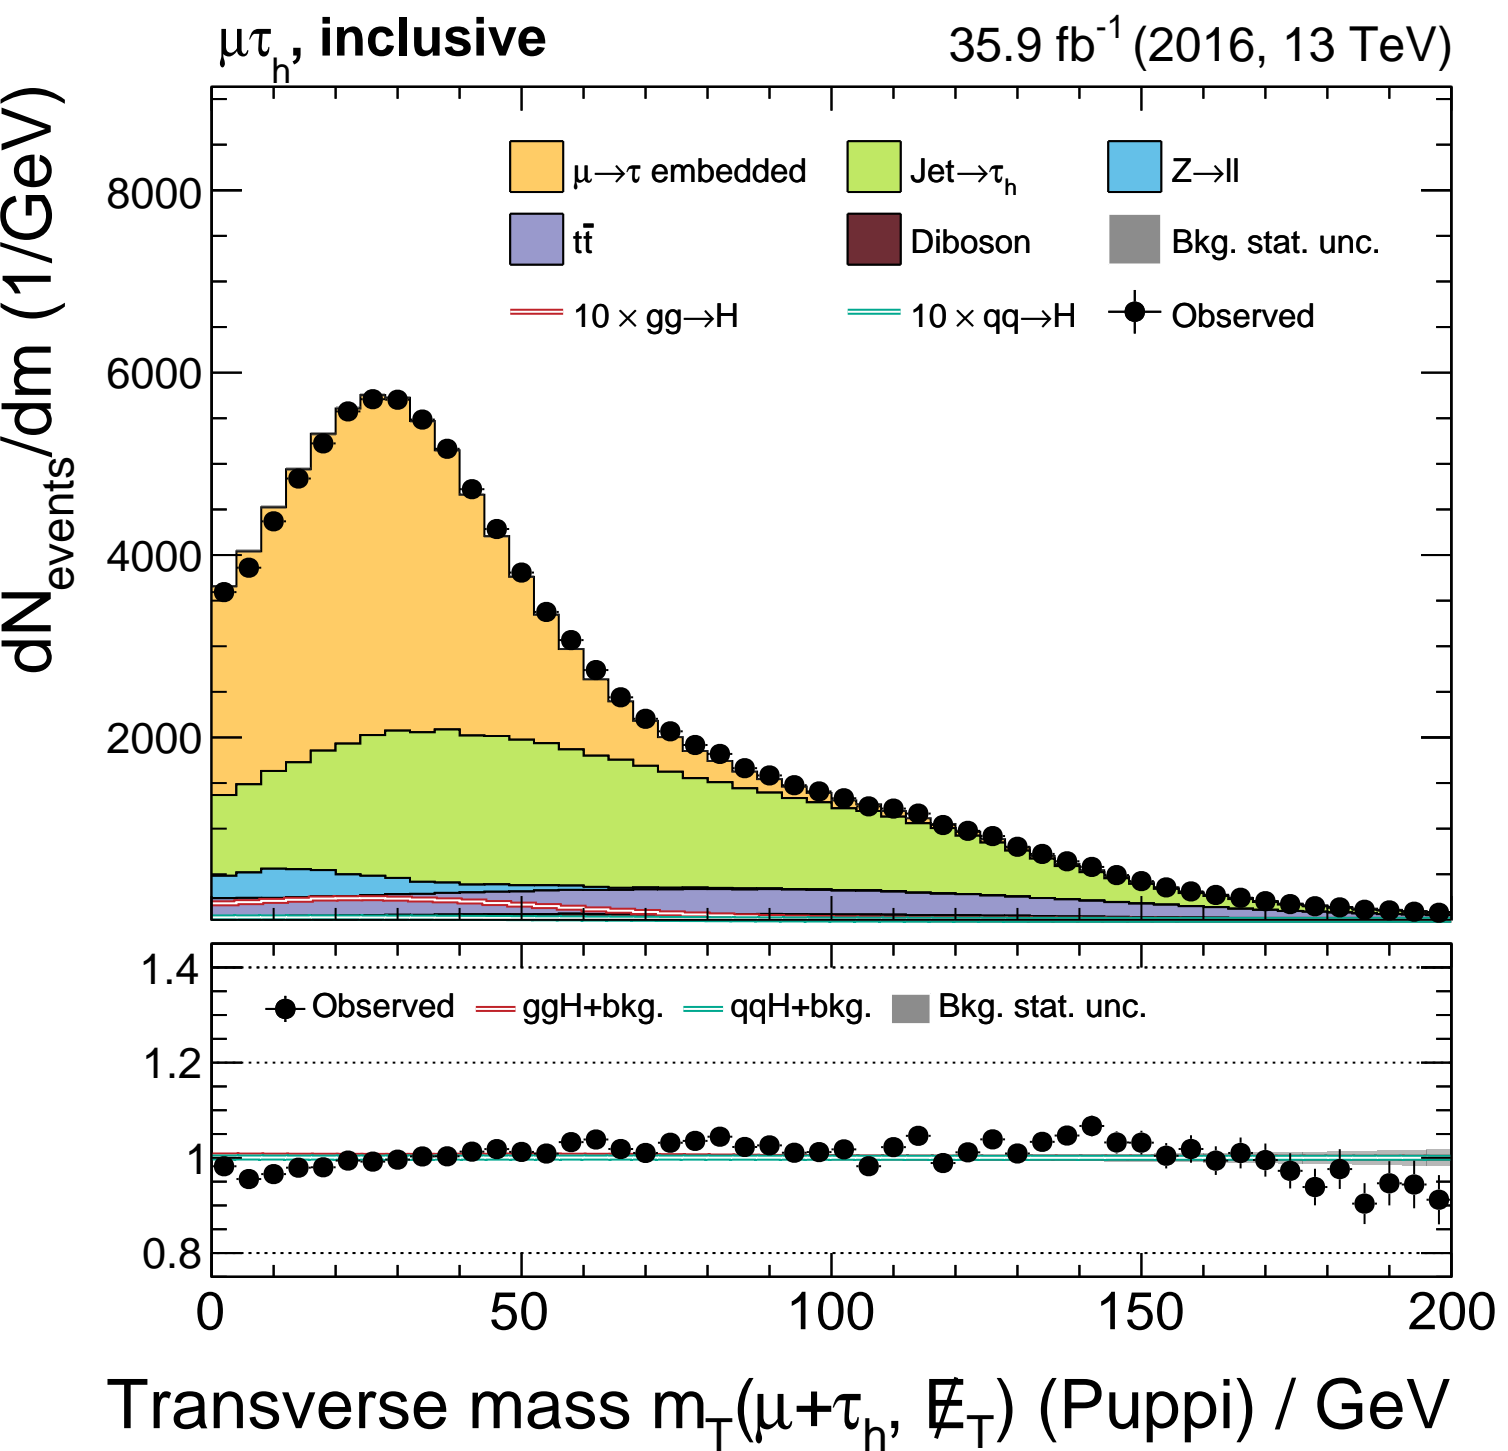 μτh, inclusive 35.9 fb-1 (2016, 13 TeV)
dNevents/dm (1/GeV)
μ→τ embedded Jet→τh Z→ll
tt̄ Diboson Bkg. stat. unc.
10 × gg→H 10 × qq→H Observed
8000
6000
4000
2000
1.4
Observed ggH+bkg. qqH+bkg. Bkg. stat. unc.
1.2
1
0.8
0 50 100 150 200
Transverse mass mT(μ+τh, E̸T) (Puppi) / GeV